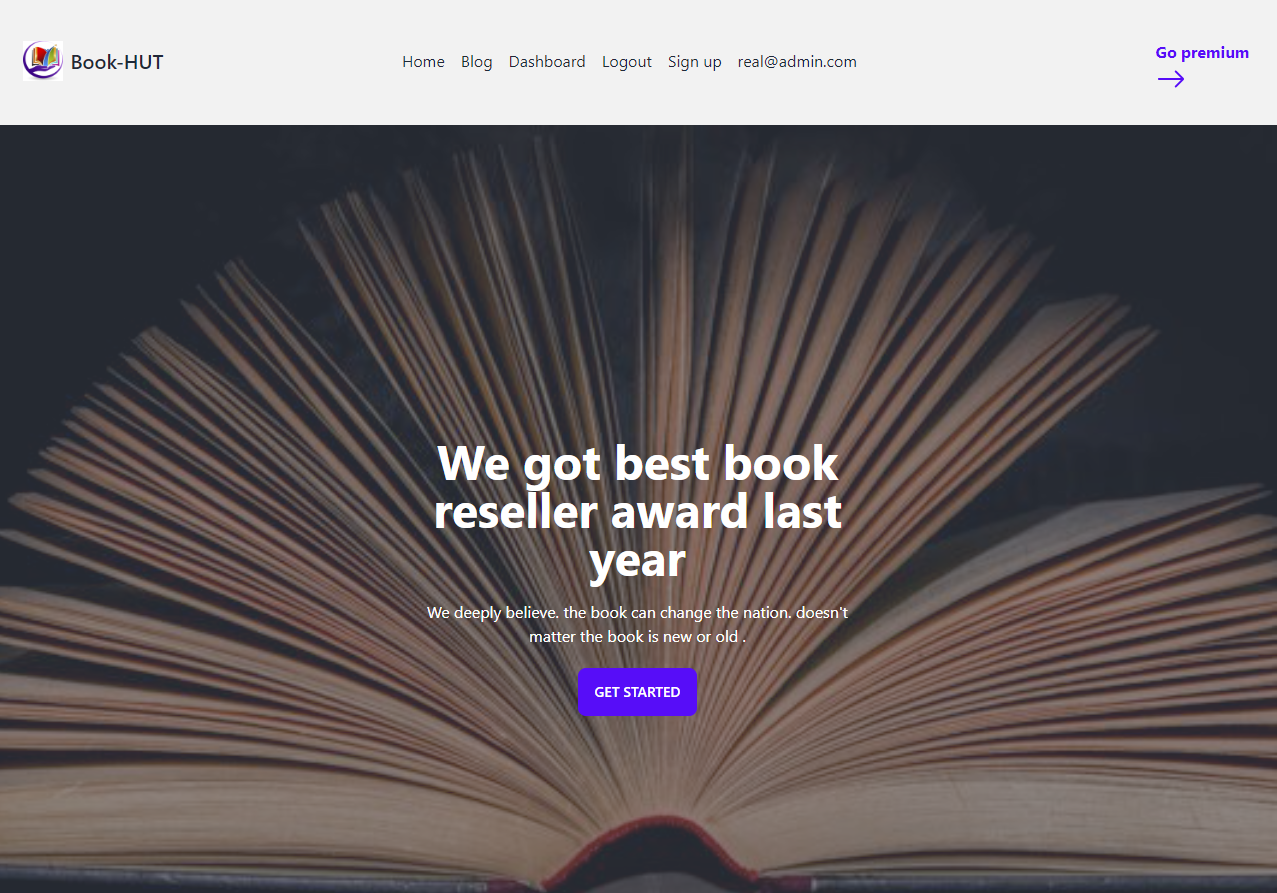 Book-HUT
Home Blog Dashboard Logout Sign up real@admin.com
Go premium
We got best book
reseller award last
year
We deeply believe. the book can change the nation. doesn't
matter the book is new or old .
GET STARTED